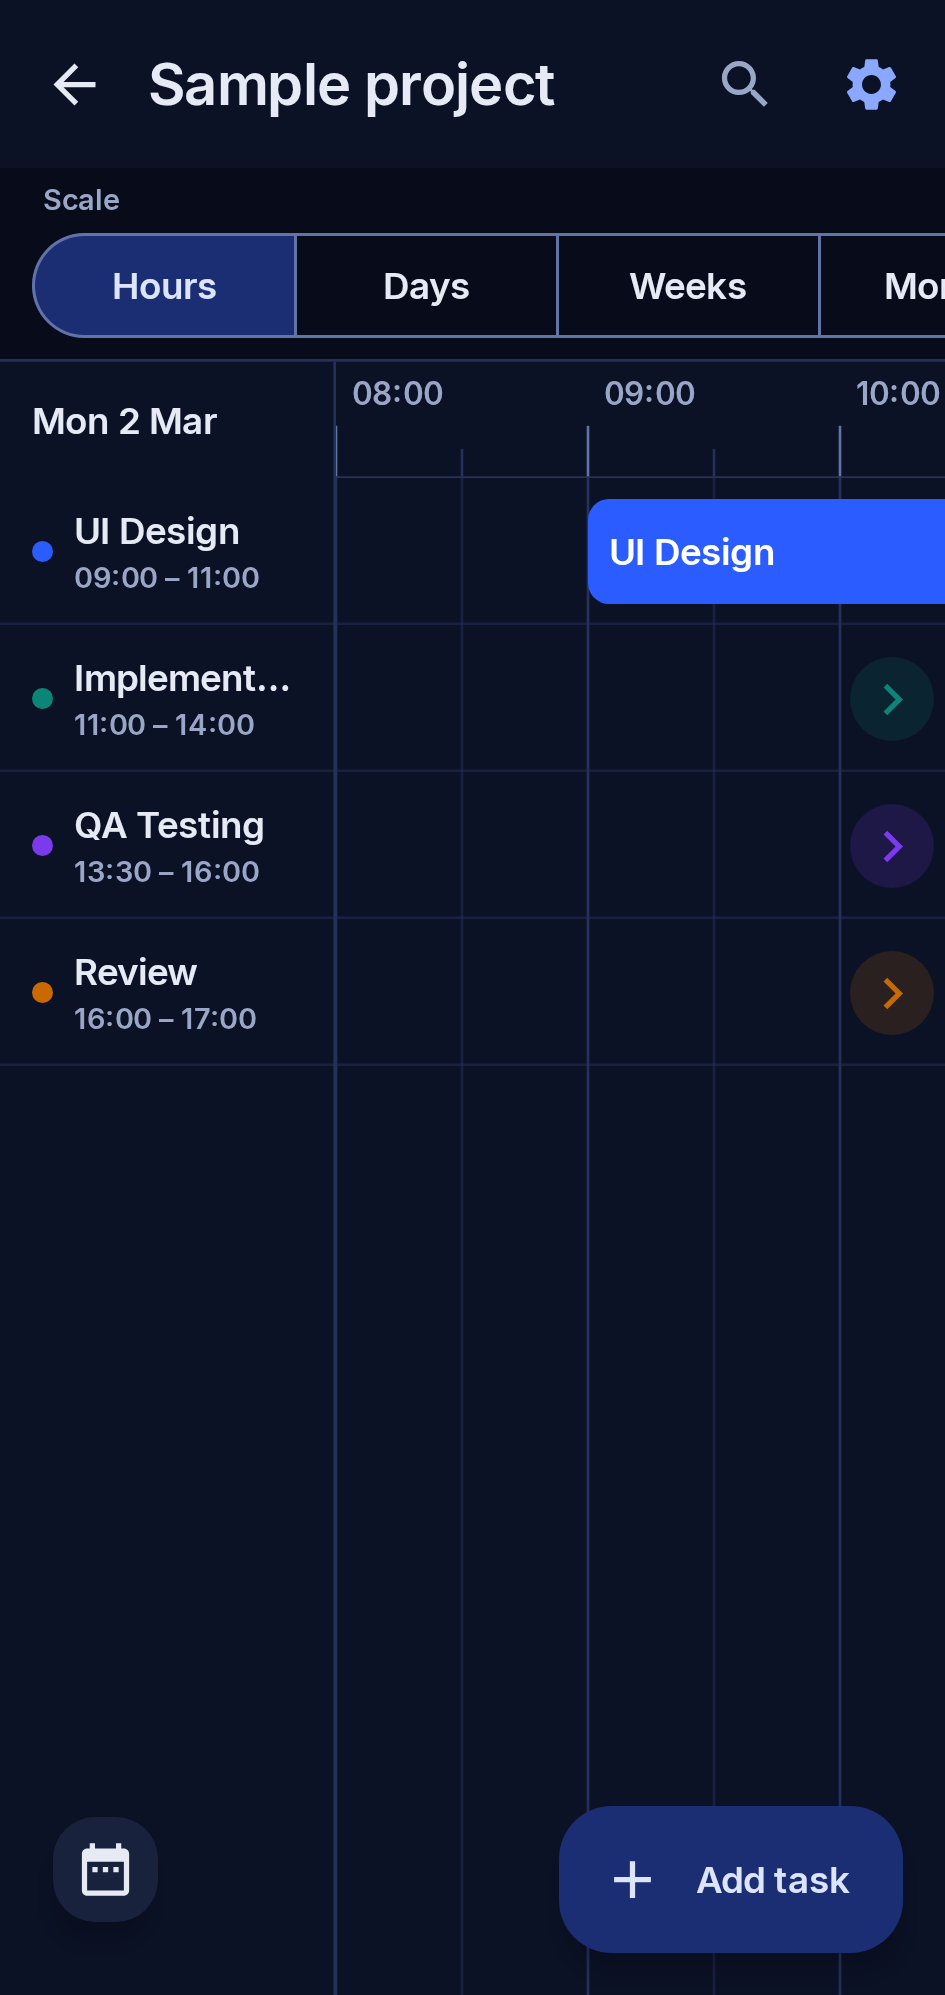 Sample project
Scale
Hours Days Weeks Mon
Mon 2 Mar
08:00 09:00 10:00
UI Design
09:00 – 11:00
UI Design
Implement...
11:00 – 14:00
QA Testing
13:30 – 16:00
Review
16:00 – 17:00
Add task